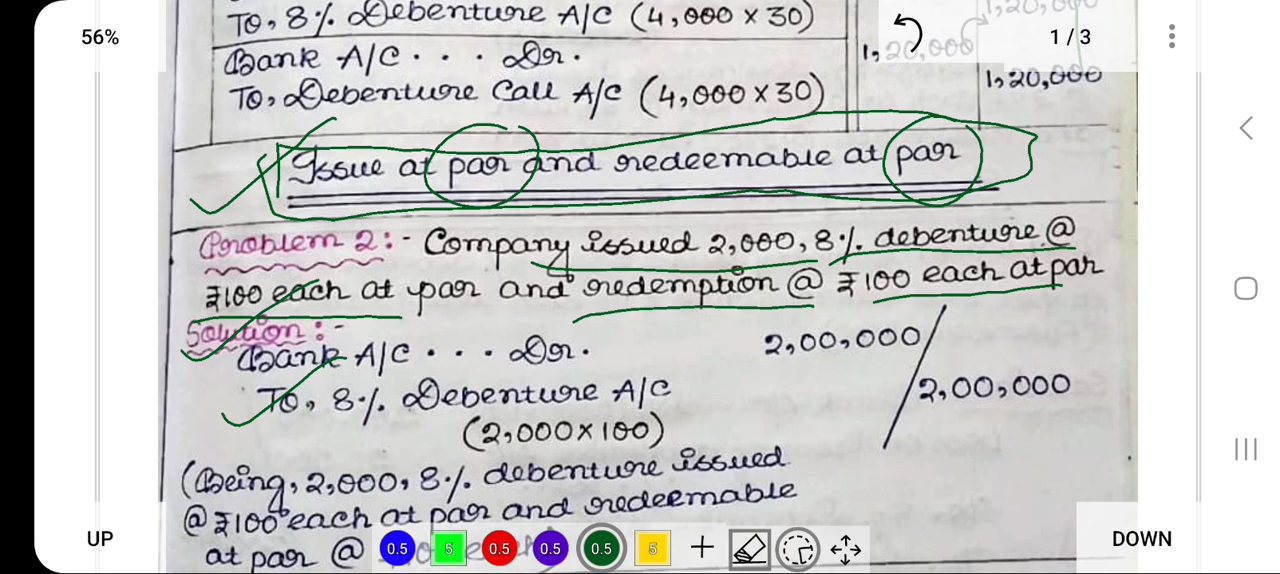 To, 8% Debenture A/C (4,000 x 30)
1,20,000
56%
1/3
Bank A/C . . . Dr.
1,20,000
To, Debenture Call A/C (4,000 x 30)
1,20,000
Issue at par and redeemable at par
Problem 2:- Company issued 2,000, 8% debenture @
₹100 each at par and redemption @ ₹100 each at par
Solution:-
Bank A/C . . . Dr. 2,00,000
To, 8% Debenture A/C 2,00,000
(2,000x100)
(Being, 2,000, 8% debenture issued
@ ₹100 each at par and redeemable
at par @
UP
0.5 5 0.5 0.5 0.5 5
DOWN